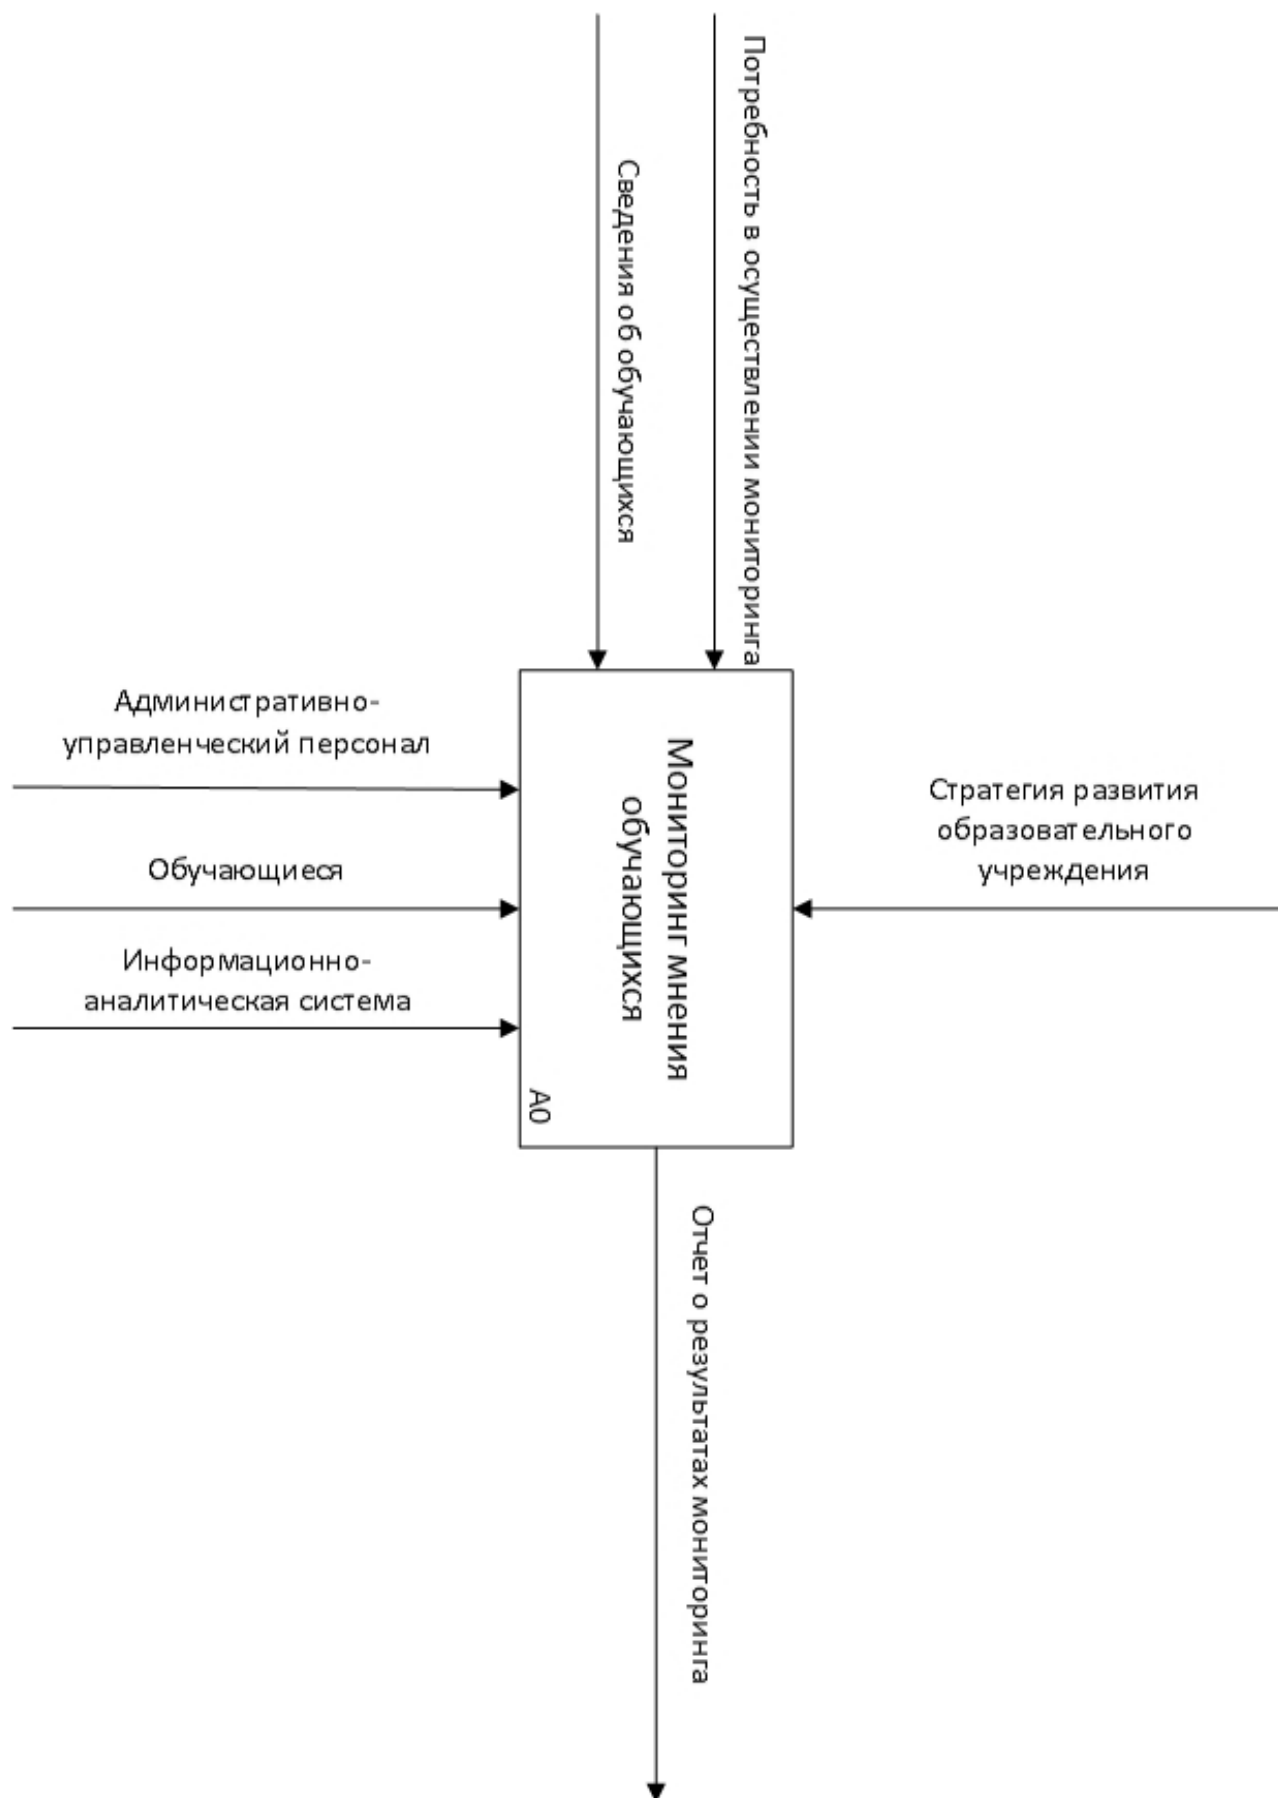 Потребность в осуществлении мониторинга
Сведения об обучающихся
Административно-
управленческий персонал
Обучающиеся
Информационно-
аналитическая система
Мониторинг мнения
обучающихся
А0
Стратегия развития
образовательного
учреждения
Отчет о результатах мониторинга